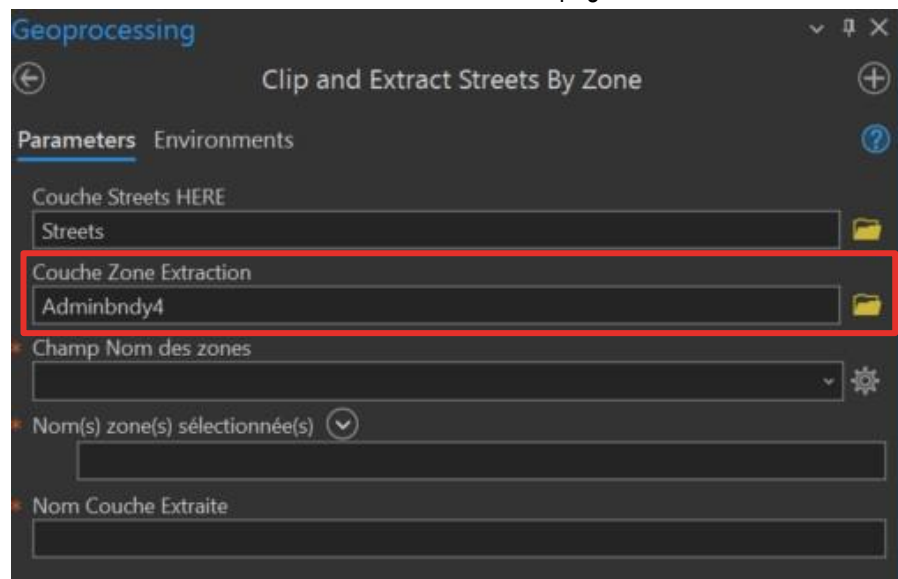 Geoprocessing
Clip and Extract Streets By Zone
Parameters Environments
Couche Streets HERE
Streets
Couche Zone Extraction
Adminbndy4
* Champ Nom des zones
* Nom(s) zone(s) sélectionnée(s)
* Nom Couche Extraite